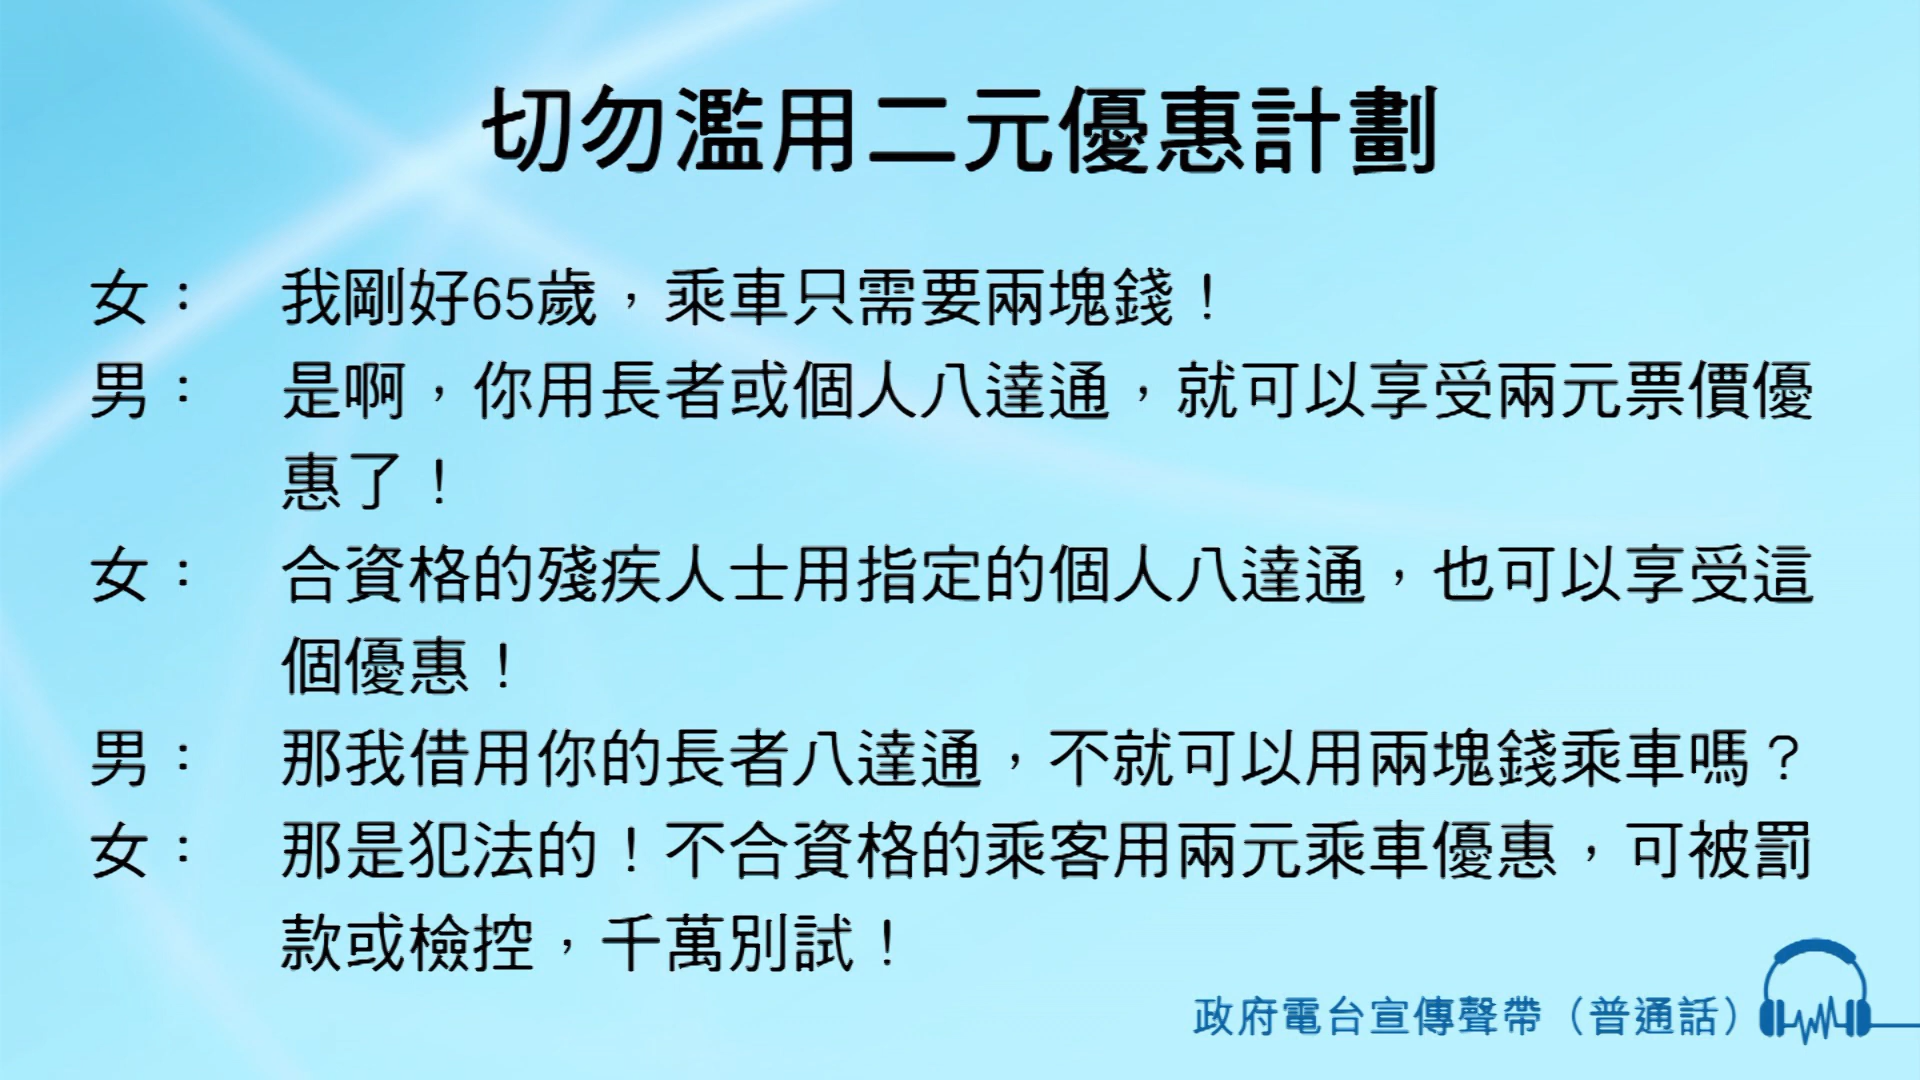 切勿濫用二元優惠計劃
女： 我剛好65歲，乘車只需要兩塊錢！
男： 是啊，你用長者或個人八達通，就可以享受兩元票價優
惠了！
女： 合資格的殘疾人士用指定的個人八達通，也可以享受這
個優惠！
男： 那我借用你的長者八達通，不就可以用兩塊錢乘車嗎？
女： 那是犯法的！不合資格的乘客用兩元乘車優惠，可被罰
款或檢控，千萬別試！
政府電台宣傳聲帶（普通話）